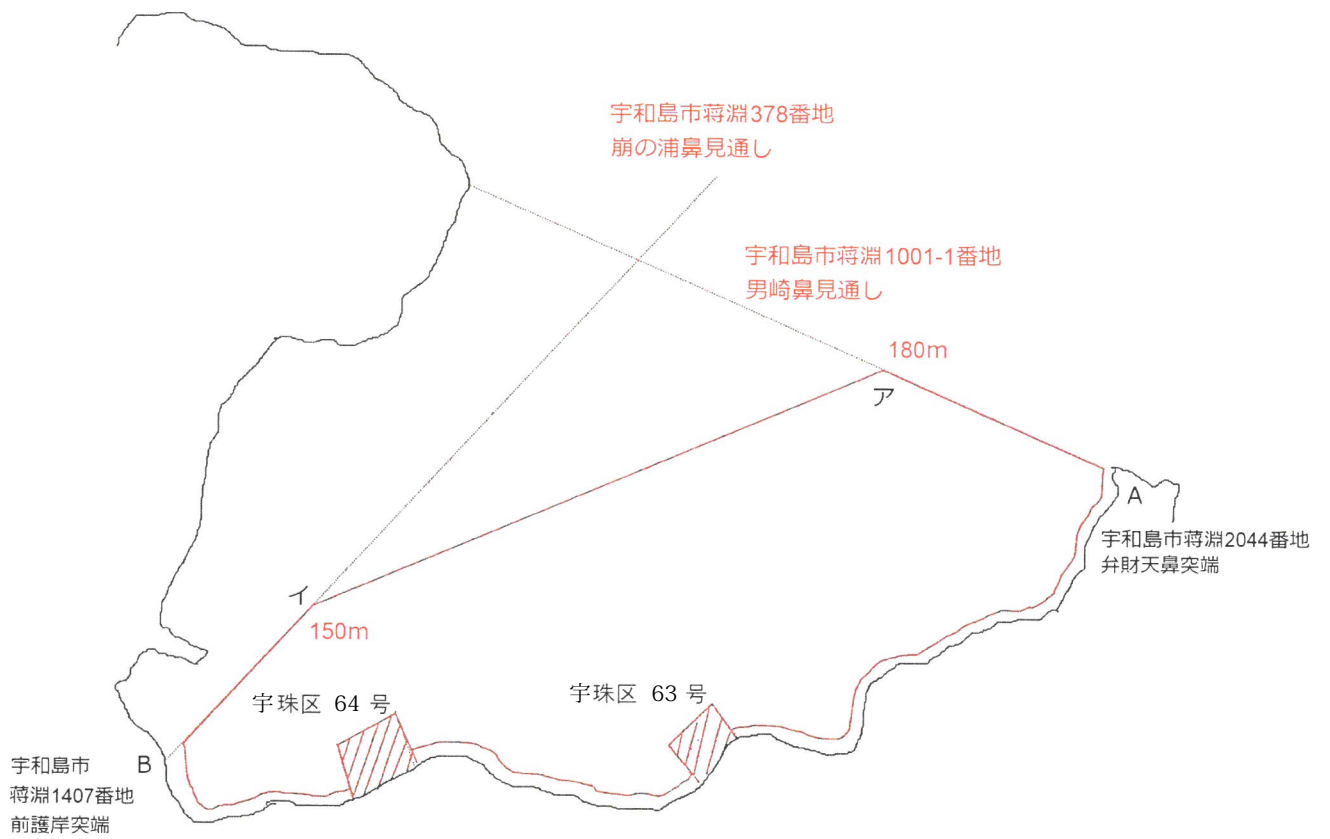 宇和島市蒋淵378番地
崩の浦鼻見通し
宇和島市蒋淵1001-1番地
男崎鼻見通し
180m
ア
A
宇和島市蒋淵2044番地
弁財天鼻突端
イ
150m
宇珠区 64 号
宇珠区 63 号
B
宇和島市
蒋淵1407番地
前護岸突端